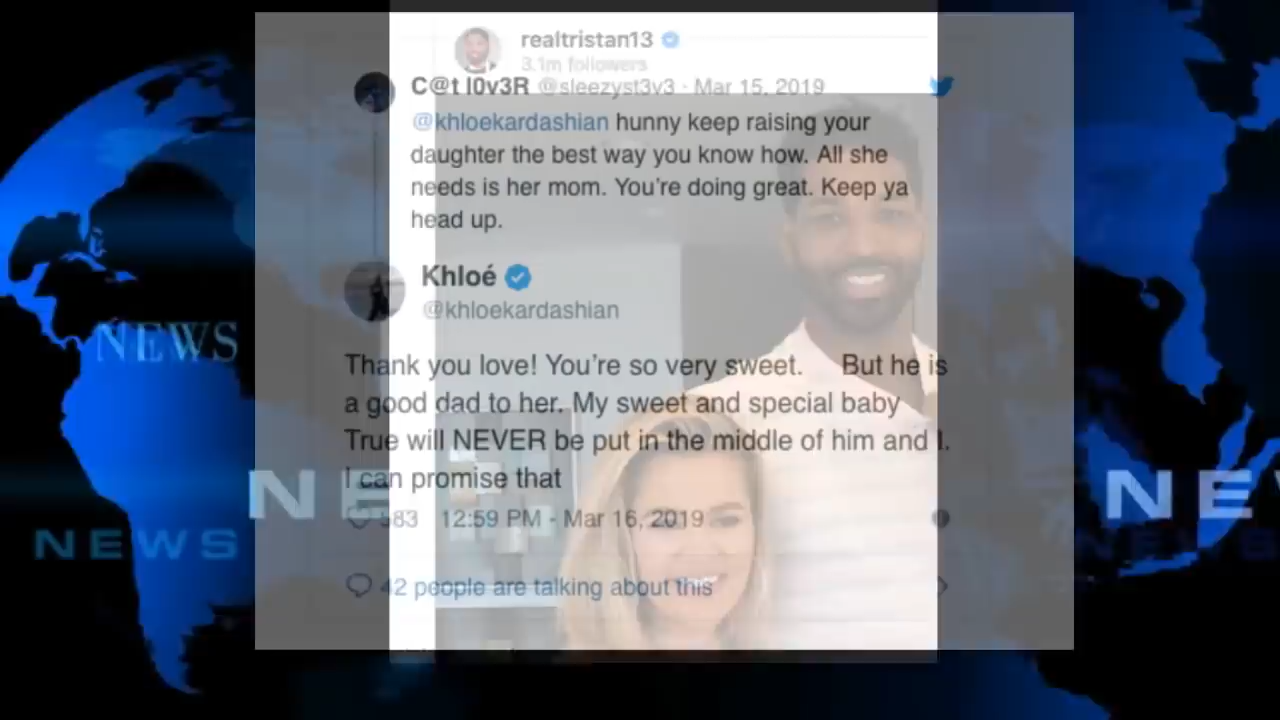 realtristan13
3.1m followers
C@t l0v3R @sleezyst3v3 · Mar 15, 2019
@khloekardashian hunny keep raising your
daughter the best way you know how. All she
needs is her mom. You're doing great. Keep ya
head up.
Khloé
@khloekardashian
Thank you love! You're so very sweet. But he is
a good dad to her. My sweet and special baby
True will NEVER be put in the middle of him and I.
I can promise that
583 12:59 PM - Mar 16, 2019
42 people are talking about this
NEWS
NE
NEWS
NEW
NEWS